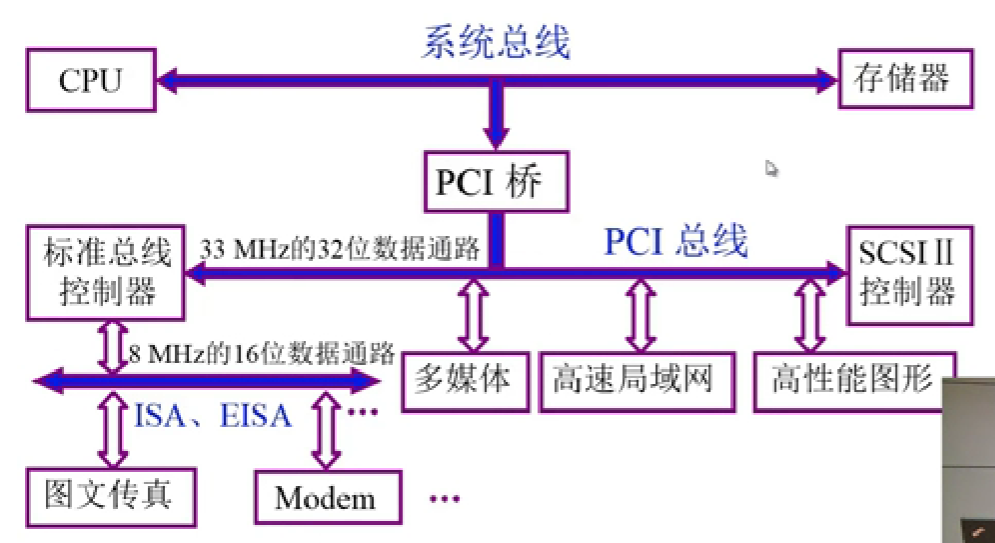 系统总线
CPU
存储器
PCI 桥
标准总线
控制器
33 MHz的32位数据通路
PCI 总线
SCSIⅡ
控制器
8 MHz的16位数据通路
多媒体
高速局域网
高性能图形
ISA、EISA
···
图文传真
Modem
···